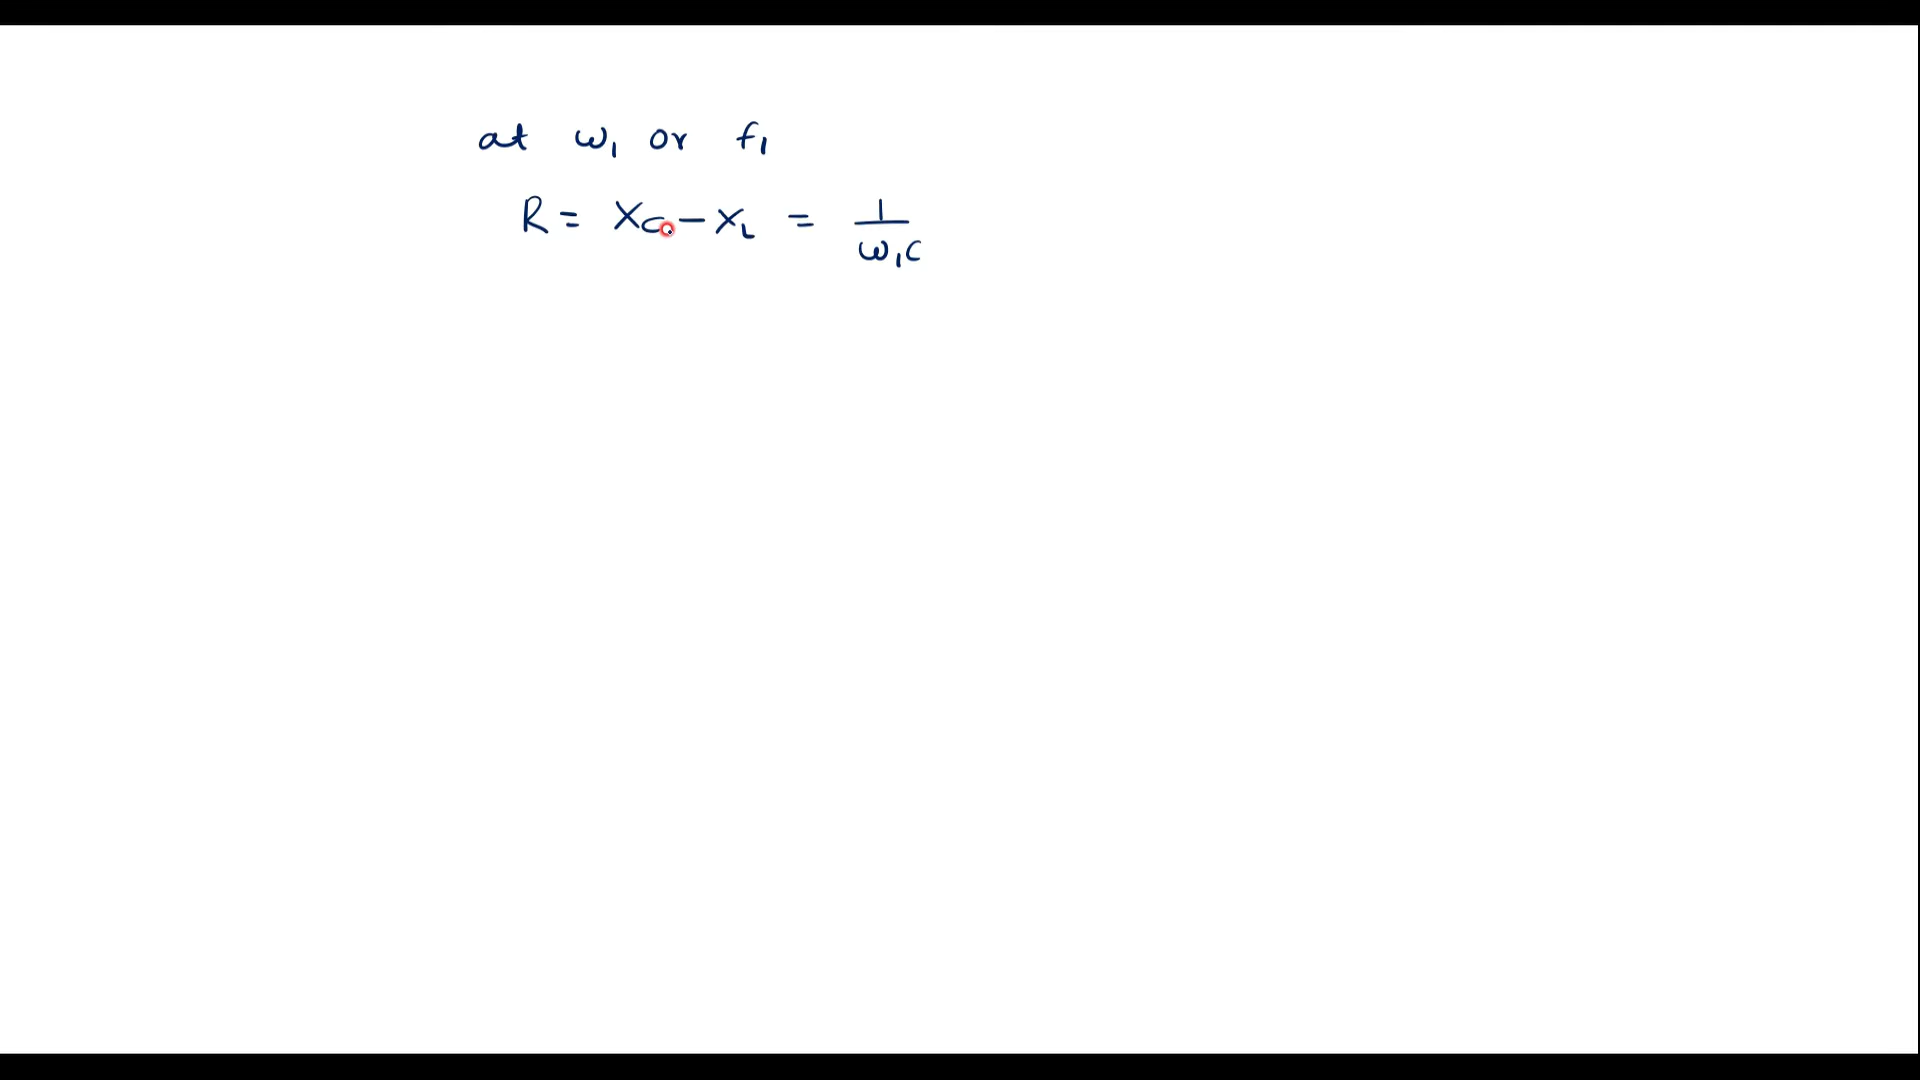 at ω₁ or f₁
R = X_C - X_L = 1/(ω₁C)